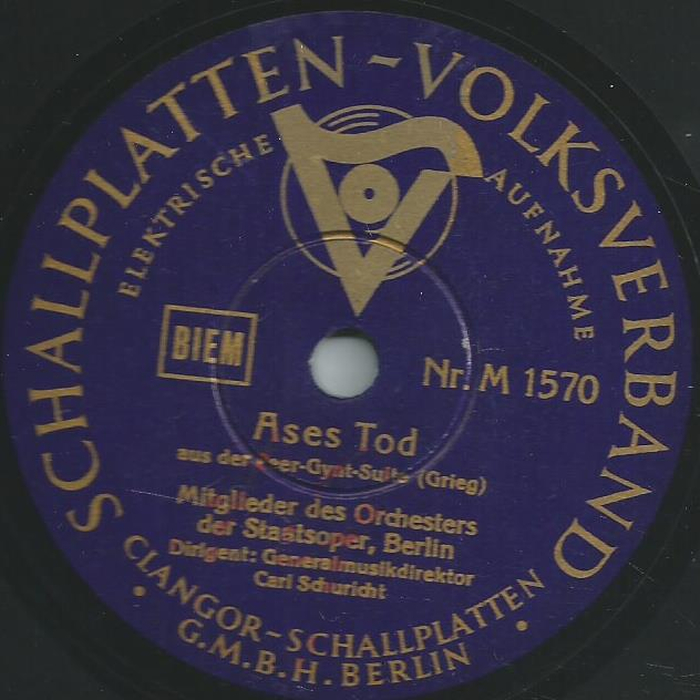 SCHALLPLATTEN~VOLKSVERBAND
ELEKTRISCHE AUFNAHME
BIEM
Nr. M 1570
Ases Tod
aus der Peer-Gynt-Suite (Grieg)
Mitglieder des Orchesters
der Staatsoper, Berlin
Dirigent: Generalmusikdirektor
Carl Schuricht
CLANGOR-SCHALLPLATTEN
G.M.B.H. BERLIN